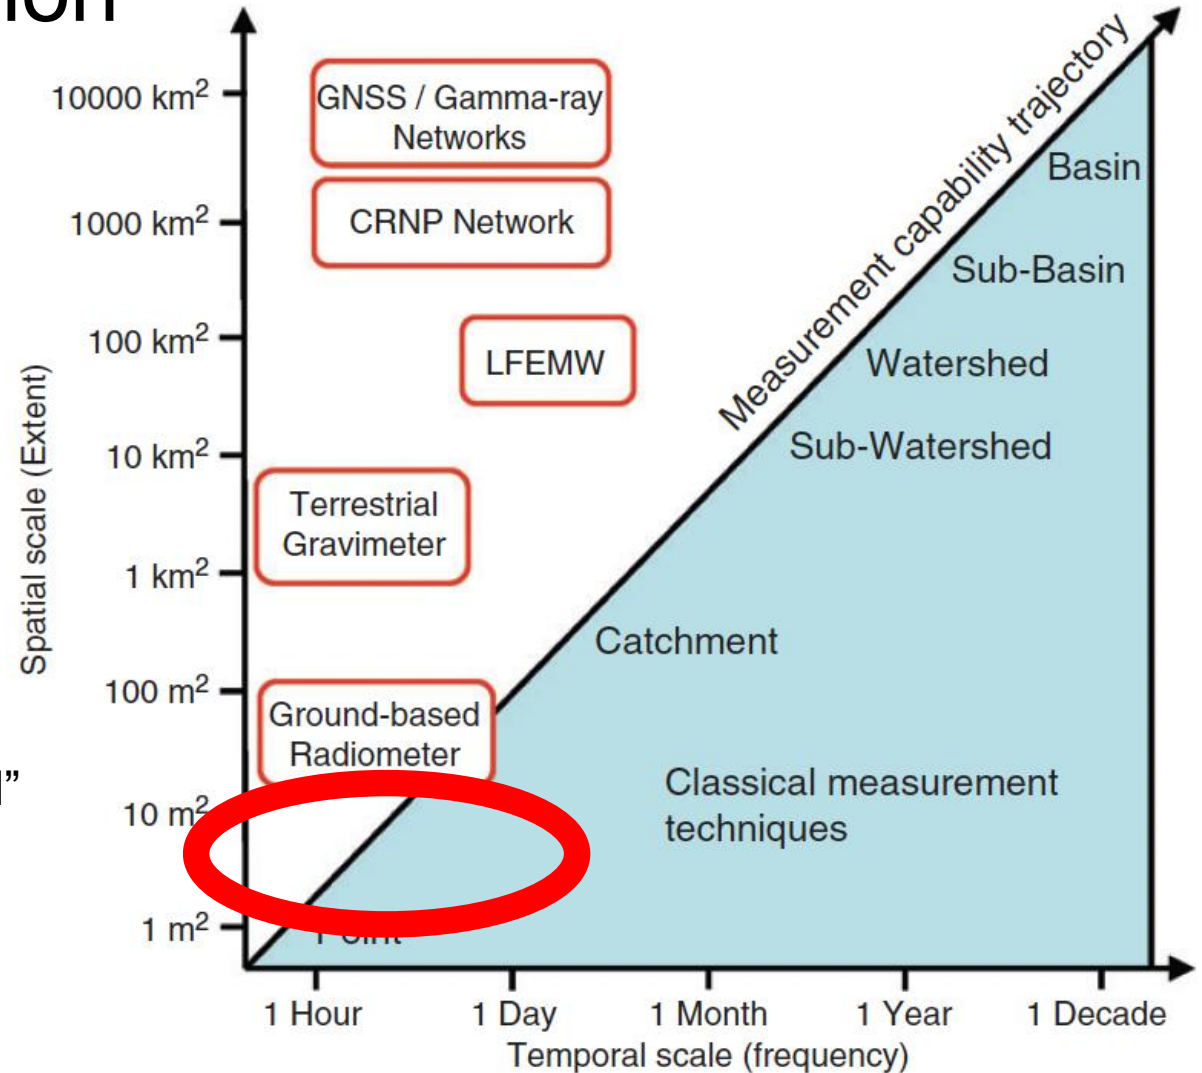 10000 km²
1000 km²
100 km²
10 km²
1 km²
100 m²
10 m²
1 m²
Spatial scale (Extent)
GNSS / Gamma-ray
Networks
CRNP Network
LFEMW
Terrestrial
Gravimeter
Ground-based
Radiometer
Measurement capability trajectory
Basin
Sub-Basin
Watershed
Sub-Watershed
Catchment
Classical measurement
techniques
Point
1 Hour
1 Day
1 Month
1 Year
1 Decade
Temporal scale (frequency)